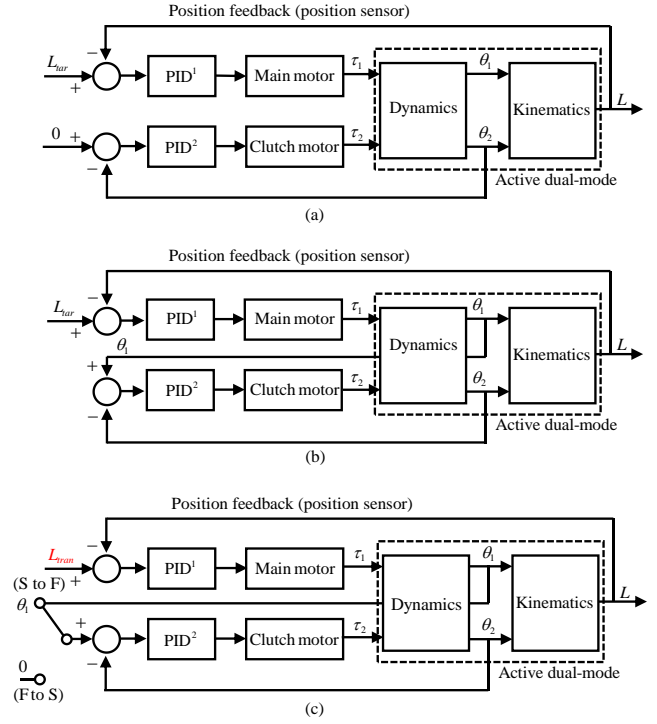 Position feedback (position sensor)
L_tar
−
+
PID¹
Main motor
τ₁
θ₁
Dynamics
Kinematics
L
0
+
−
PID²
Clutch motor
τ₂
θ₂
Active dual-mode
(a)
Position feedback (position sensor)
L_tar
−
+
PID¹
Main motor
τ₁
θ₁
Dynamics
Kinematics
L
θ₁
+
−
PID²
Clutch motor
τ₂
θ₂
Active dual-mode
(b)
Position feedback (position sensor)
L_tran
−
+
(S to F)
PID¹
Main motor
τ₁
θ₁
Dynamics
Kinematics
L
θ₁
+
−
PID²
Clutch motor
τ₂
θ₂
0
(F to S)
Active dual-mode
(c)